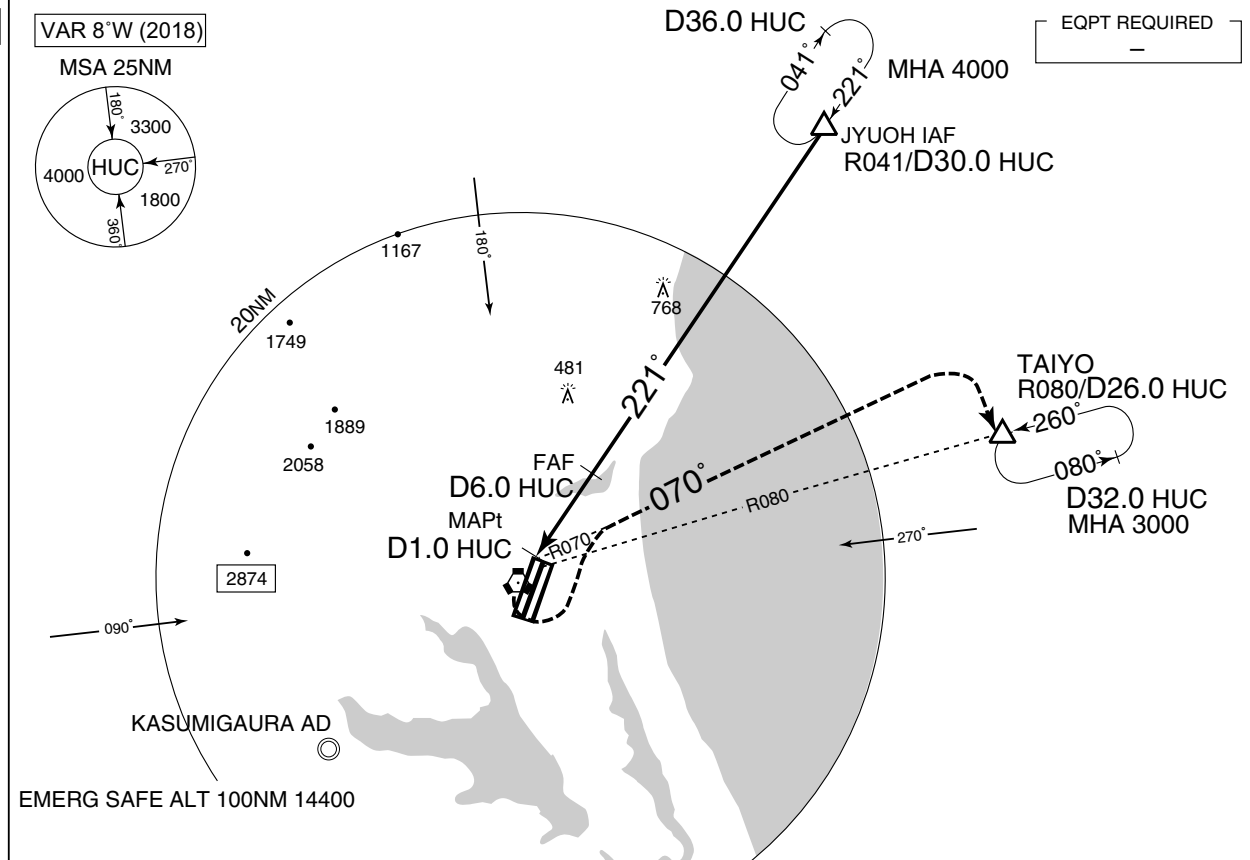 VAR 8°W (2018)
MSA 25NM
180°
3300
HUC
270°
4000
1800
360°
D36.0 HUC
041°
221°
MHA 4000
EQPT REQUIRED
–
JYUOH IAF
R041/D30.0 HUC
180°
1167
20NM
768
1749
481
221°
1889
2058
TAIYO
R080/D26.0 HUC
260°
080°
D32.0 HUC
MHA 3000
FAF
D6.0 HUC
070°
R080
MAPt
D1.0 HUC
R070
270°
2874
090°
KASUMIGAURA AD
EMERG SAFE ALT 100NM 14400